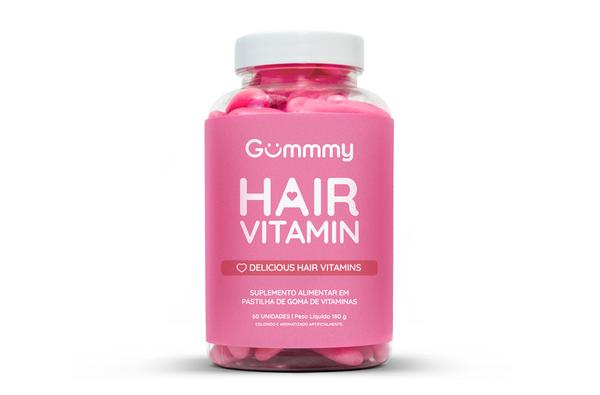 Gummmy
HAIR
VITAMIN
DELICIOUS HAIR VITAMINS
SUPLEMENTO ALIMENTAR EM
PASTILHA DE GOMA DE VITAMINAS
60 UNIDADES | Peso Líquido 180 g
COLORIDO E AROMATIZADO ARTIFICIALMENTE.